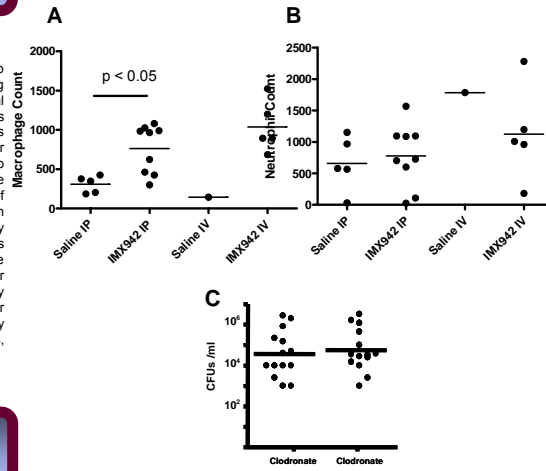 A
B
2000
1500
1000
500
0
Macrophage Count
p < 0.05
Saline IP
IMX942 IP
Saline IV
IMX942 IV
2500
2000
1500
1000
500
0
Neutrophil Count
Saline IP
IMX942 IP
Saline IV
IMX942 IV
C
10⁶
10⁴
10²
CFUs /ml
Clodronate
Clodronate